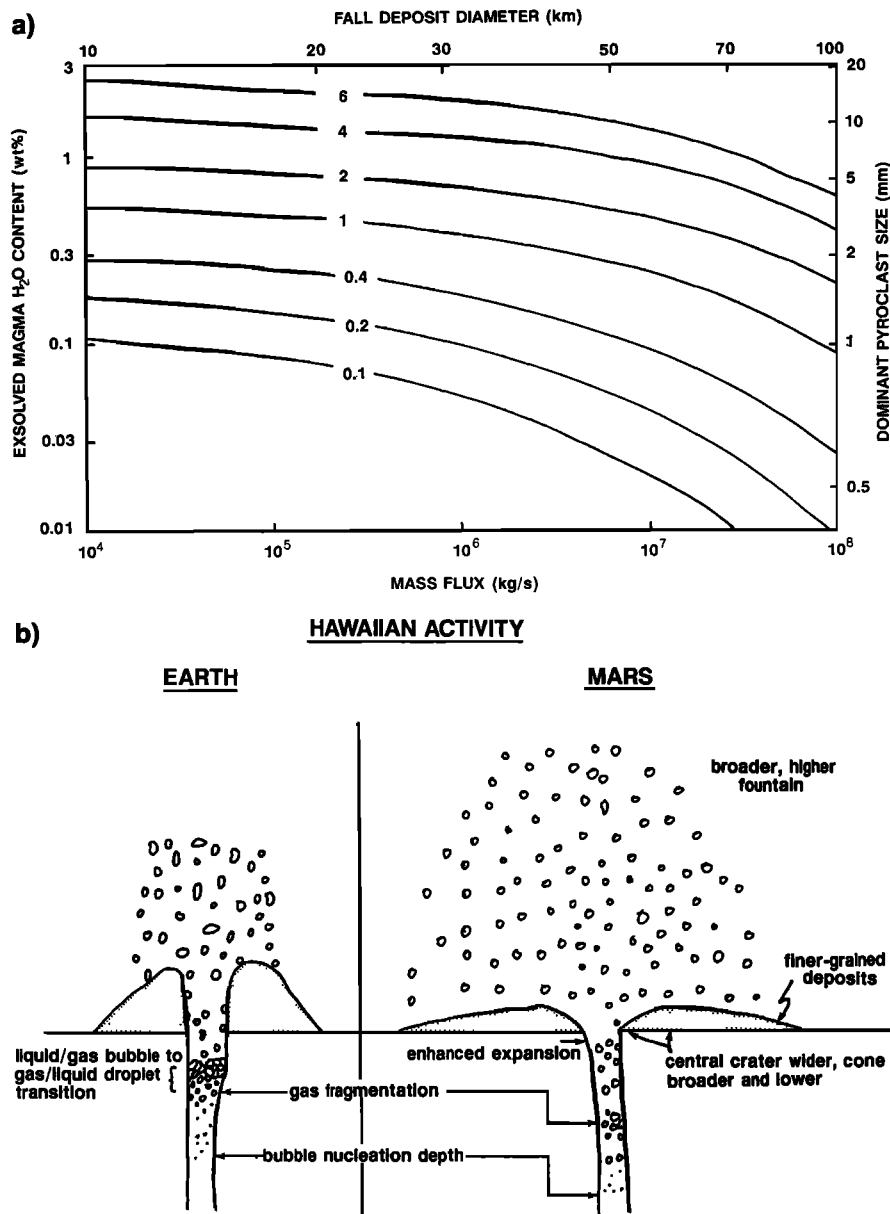 a)
FALL DEPOSIT DIAMETER (km)
10 20 30 50 70 100
EXSOLVED MAGMA H₂O CONTENT (wt%)
3
1
0.3
0.1
0.03
0.01
6
4
2
1
0.4
0.2
0.1
20
10
5
2
1
0.5
DOMINANT PYROCLAST SIZE (mm)
10⁴ 10⁵ 10⁶ 10⁷ 10⁸
MASS FLUX (kg/s)
b)
HAWAIIAN ACTIVITY
EARTH
MARS
broader, higher
fountain
finer-grained
deposits
liquid/gas bubble to
gas/liquid droplet
transition
enhanced expansion
central crater wider, cone
broader and lower
gas fragmentation
bubble nucleation depth